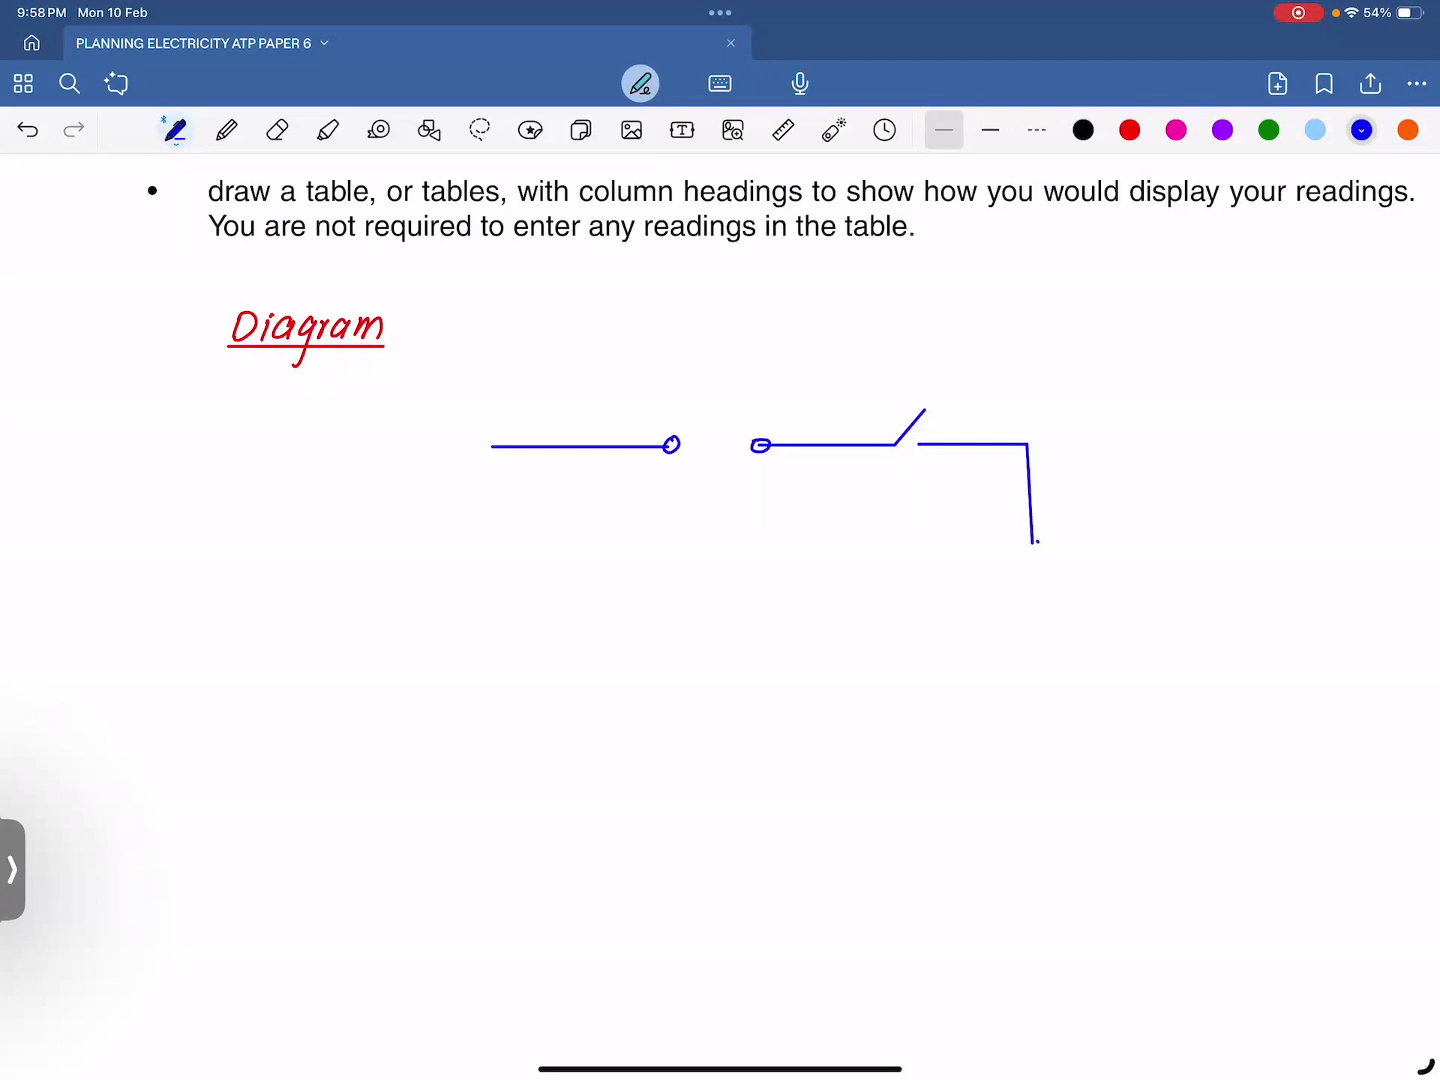 9:58 PM Mon 10 Feb
54%
PLANNING ELECTRICITY ATP PAPER 6
• draw a table, or tables, with column headings to show how you would display your readings.
You are not required to enter any readings in the table.
Diagram